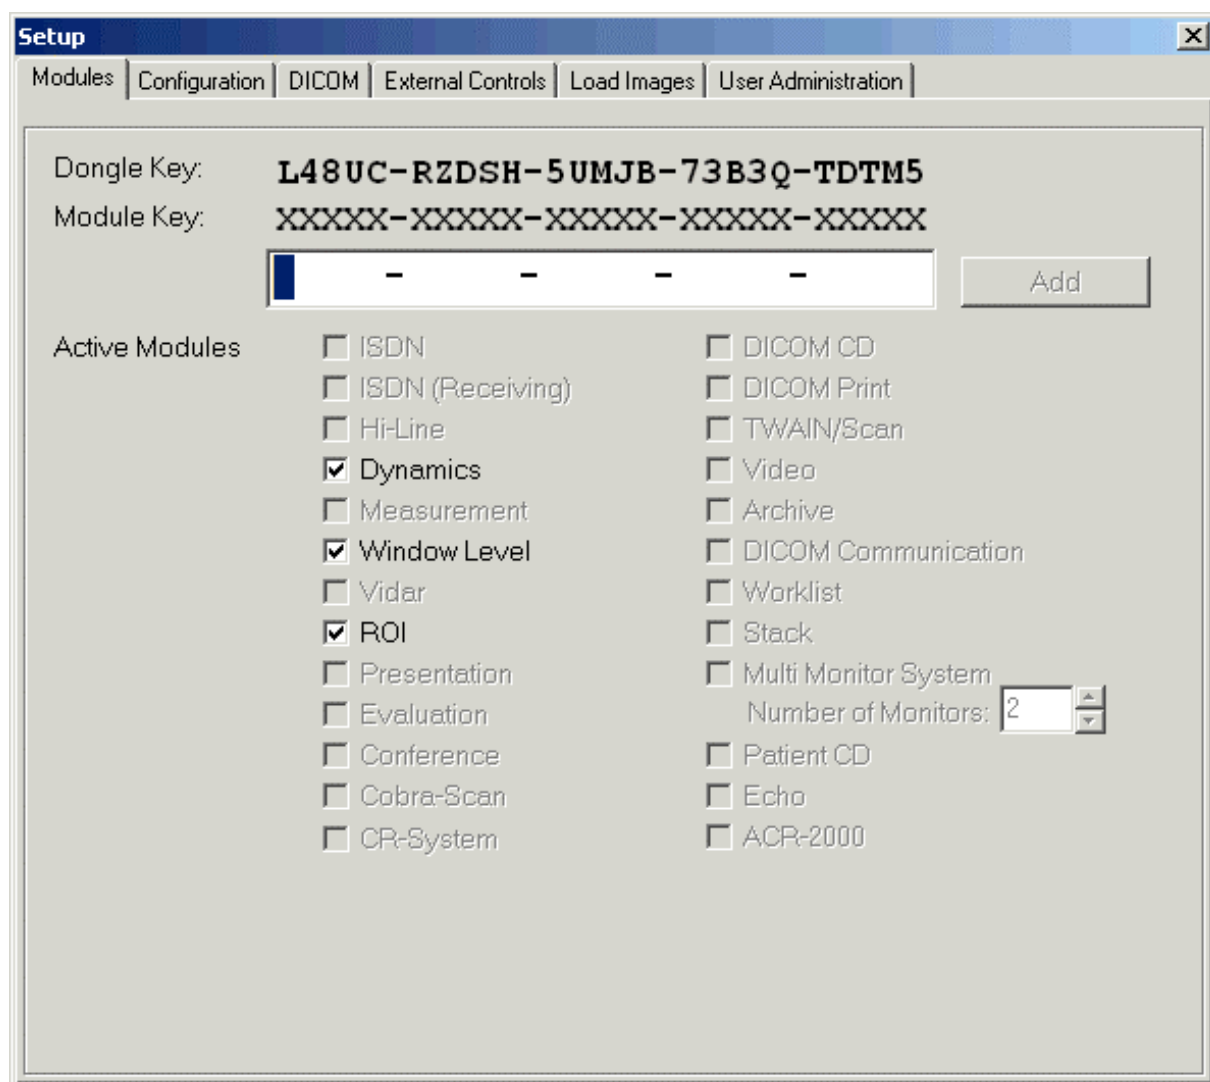 Setup
Modules Configuration DICOM External Controls Load Images User Administration
Dongle Key: L48UC-RZDSH-5UMJB-73B3Q-TDTM5
Module Key: XXXXX-XXXXX-XXXXX-XXXXX-XXXXX
- - - - Add
Active Modules ISDN DICOM CD
ISDN (Receiving) DICOM Print
Hi-Line TWAIN/Scan
Dynamics Video
Measurement Archive
Window Level DICOM Communication
Vidar Worklist
ROI Stack
Presentation Multi Monitor System
Evaluation Number of Monitors: 2
Conference Patient CD
Cobra-Scan Echo
CR-System ACR-2000